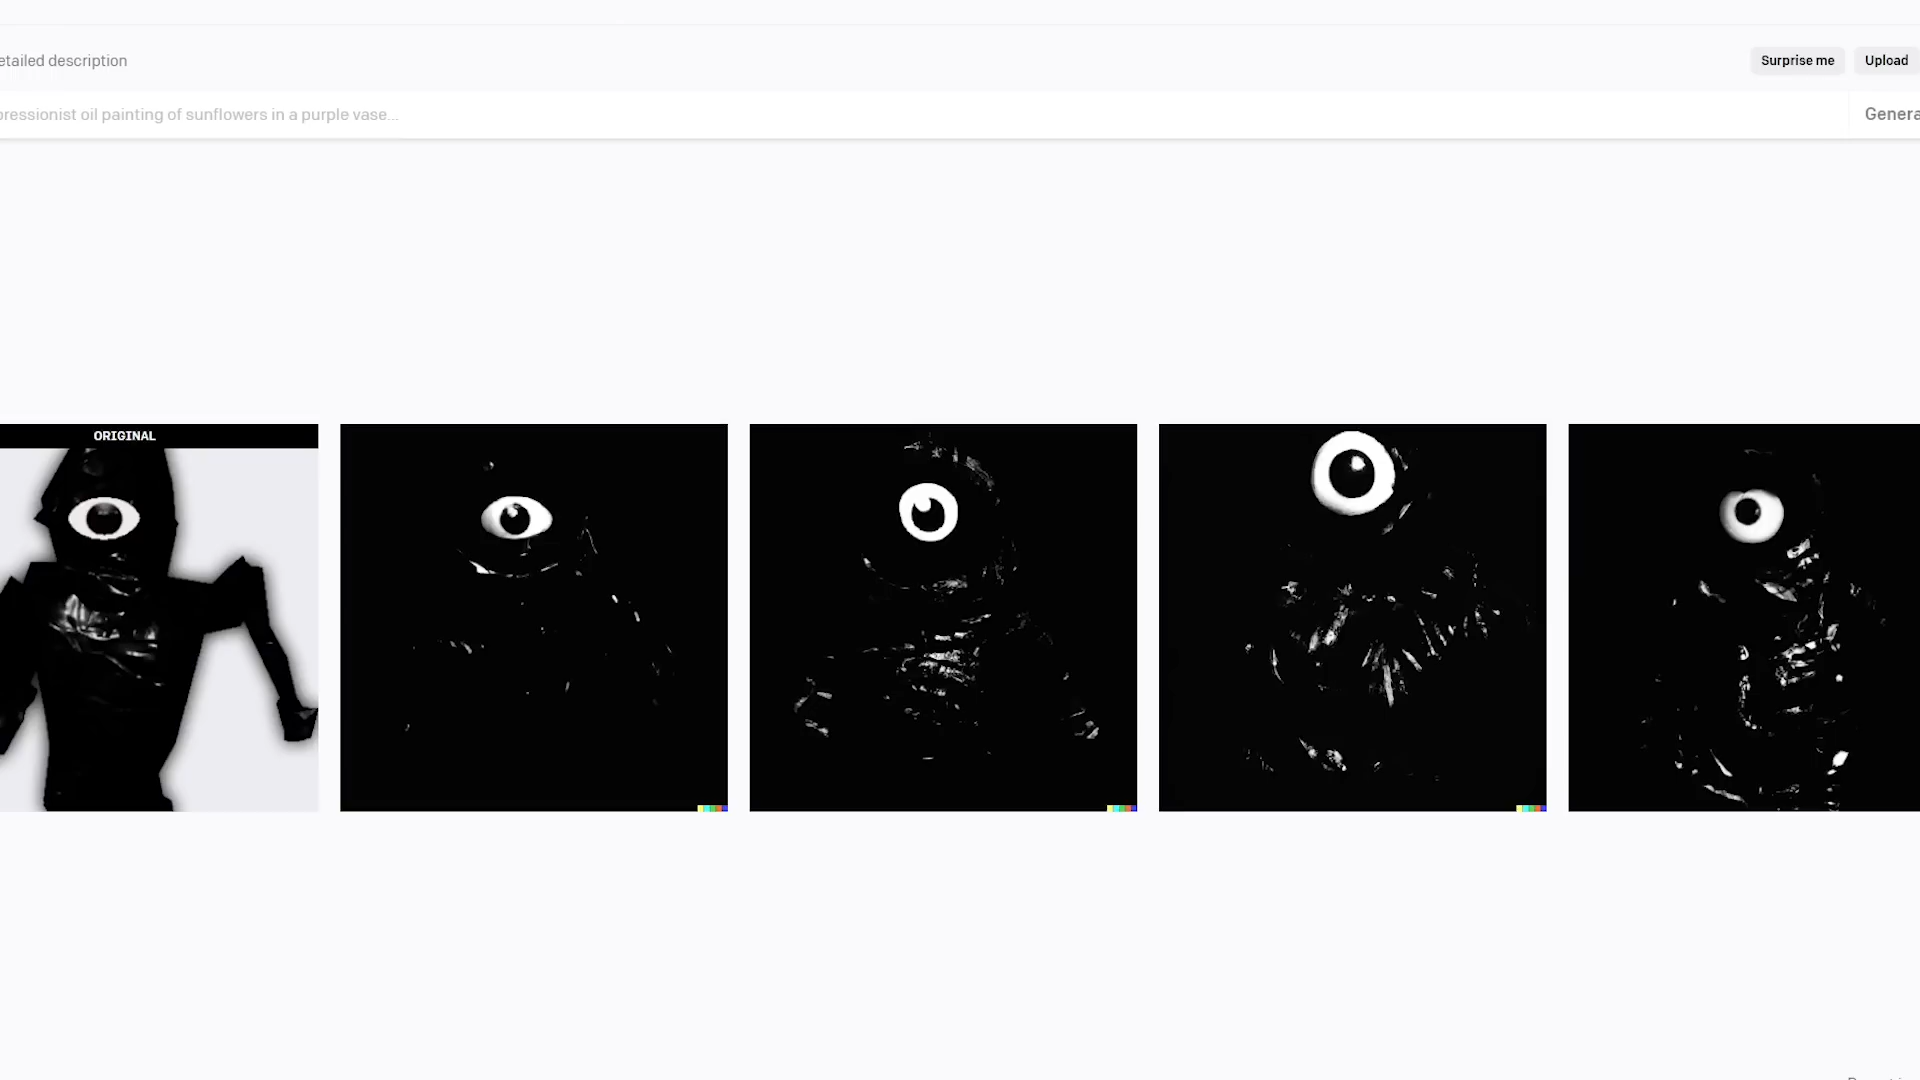 etailed description
Surprise me
Upload
pressionist oil painting of sunflowers in a purple vase...
Genera
ORIGINAL